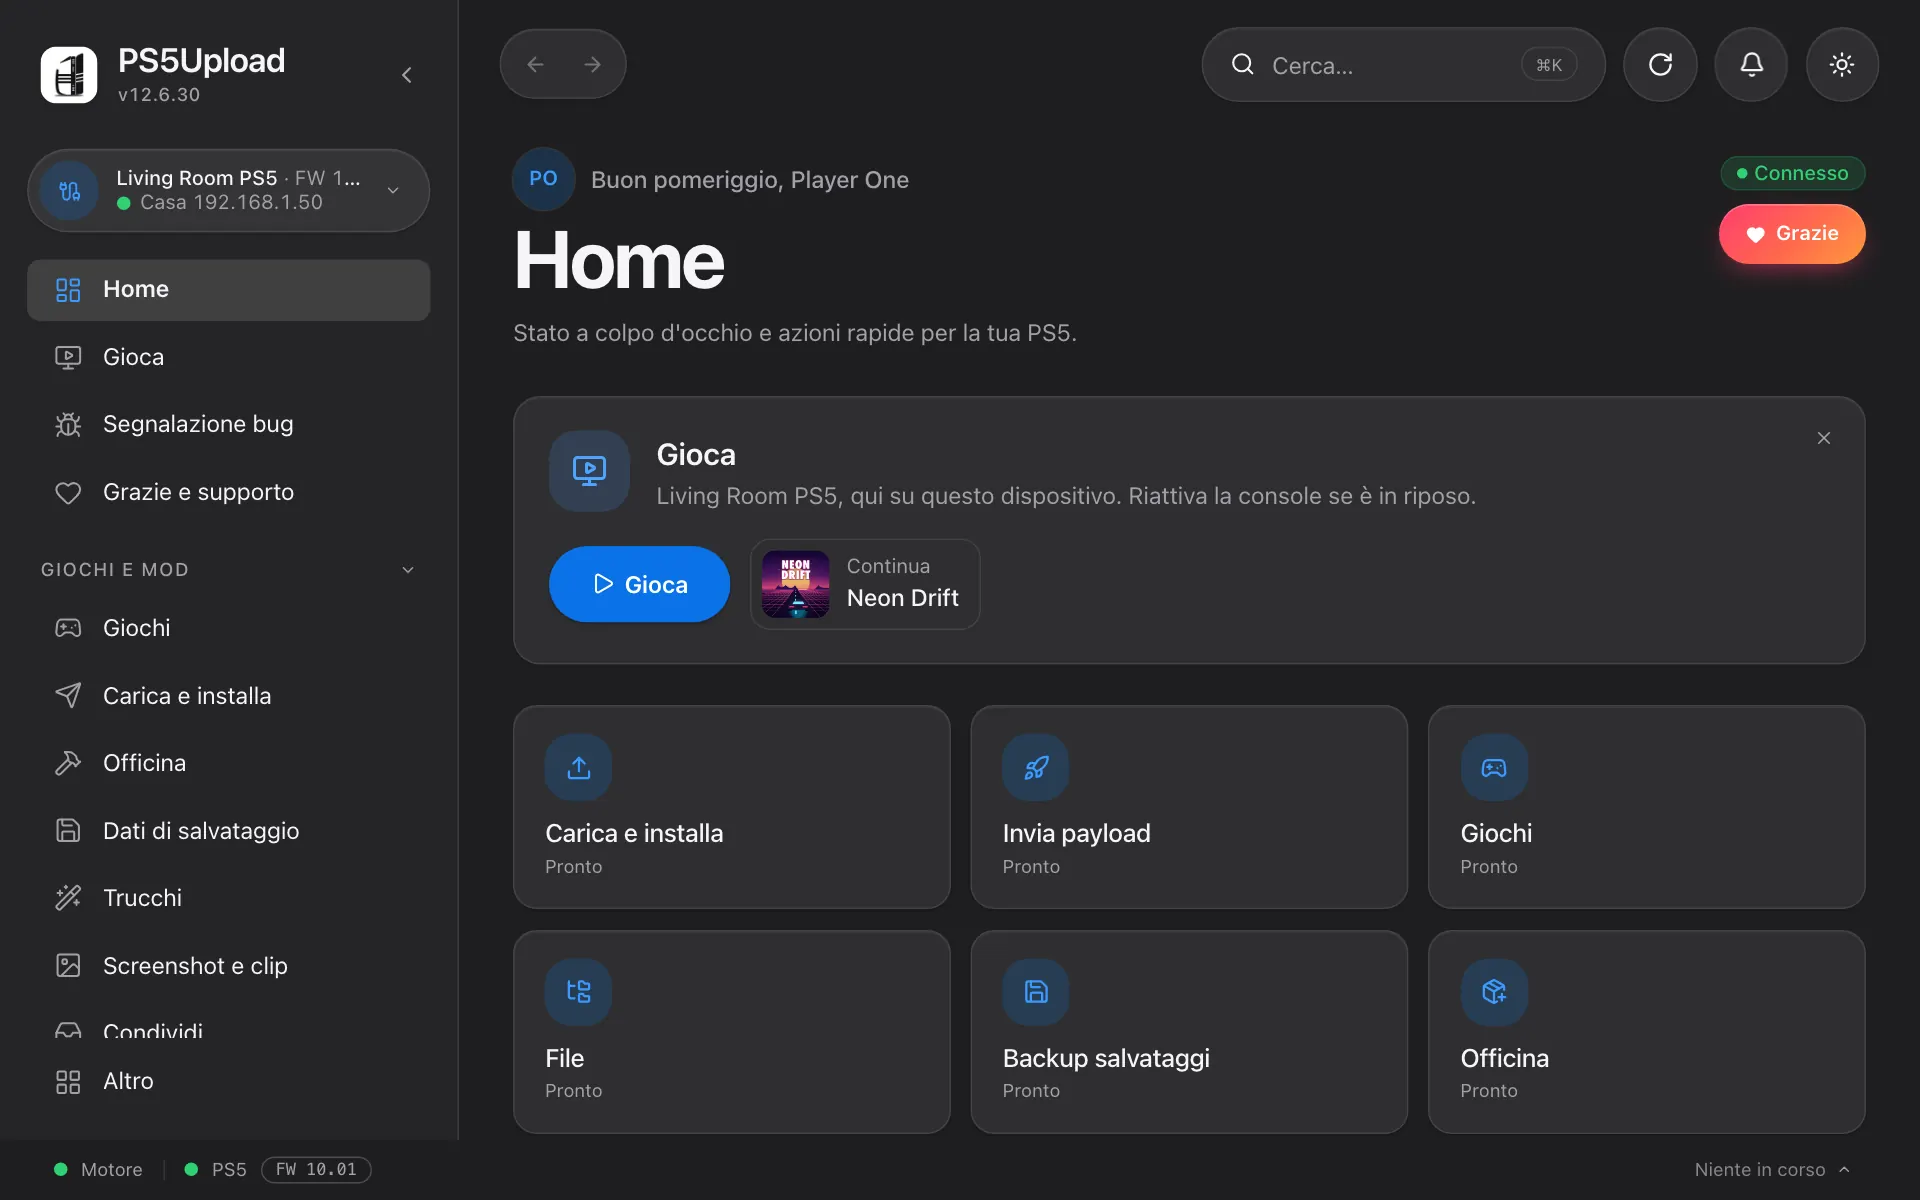 PS5Upload
v12.6.30
Living Room PS5 · FW 1...
Casa 192.168.1.50
Home
Gioca
Segnalazione bug
Grazie e supporto
GIOCHI E MOD
Giochi
Carica e installa
Officina
Dati di salvataggio
Trucchi
Screenshot e clip
Condividi
Altro
Cerca...
⌘K
PO
Buon pomeriggio, Player One
Connesso
Grazie
Home
Stato a colpo d'occhio e azioni rapide per la tua PS5.
Gioca
Living Room PS5, qui su questo dispositivo. Riattiva la console se è in riposo.
Gioca
NEON
DRIFT
Continua
Neon Drift
Carica e installa
Pronto
Invia payload
Pronto
Giochi
Pronto
File
Pronto
Backup salvataggi
Pronto
Officina
Pronto
Motore
PS5
FW 10.01
Niente in corso